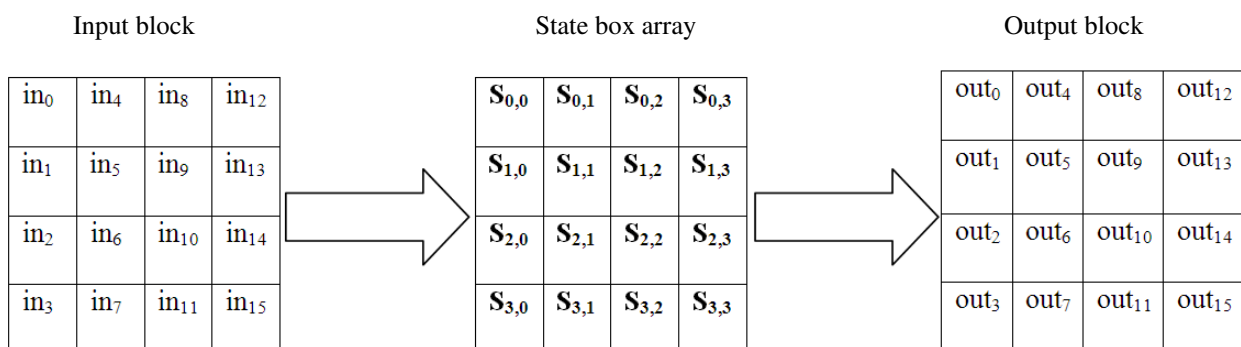 Input block State box array Output block
in₀ in₄ in₈ in₁₂ S₀,₀ S₀,₁ S₀,₂ S₀,₃ out₀ out₄ out₈ out₁₂
in₁ in₅ in₉ in₁₃ S₁,₀ S₁,₁ S₁,₂ S₁,₃ out₁ out₅ out₉ out₁₃
in₂ in₆ in₁₀ in₁₄ S₂,₀ S₂,₁ S₂,₂ S₂,₃ out₂ out₆ out₁₀ out₁₄
in₃ in₇ in₁₁ in₁₅ S₃,₀ S₃,₁ S₃,₂ S₃,₃ out₃ out₇ out₁₁ out₁₅